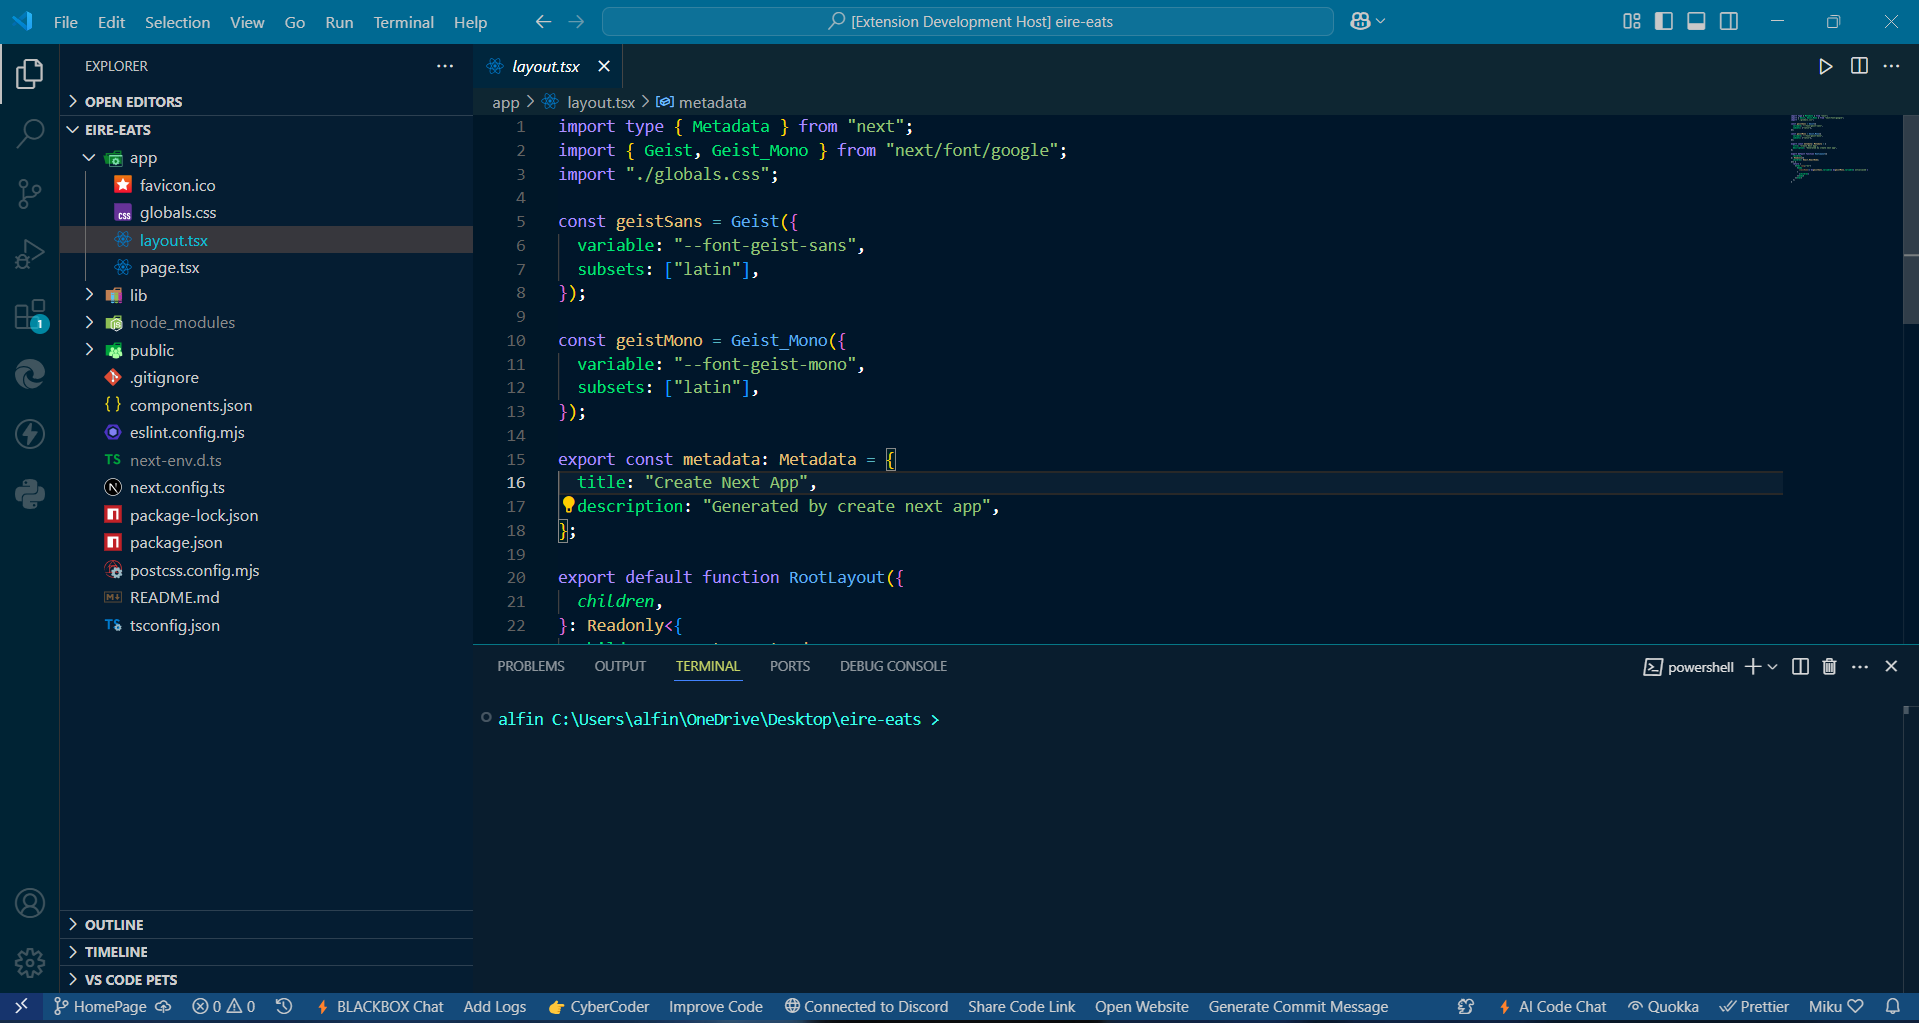 File Edit Selection View Go Run Terminal Help
[Extension Development Host] eire-eats
EXPLORER
OPEN EDITORS
EIRE-EATS
app
favicon.ico
globals.css
layout.tsx
page.tsx
lib
node_modules
public
.gitignore
components.json
eslint.config.mjs
next-env.d.ts
next.config.ts
package-lock.json
package.json
postcss.config.mjs
README.md
tsconfig.json
OUTLINE
TIMELINE
VS CODE PETS
1
layout.tsx
app > layout.tsx > metadata
1 import type { Metadata } from "next";
2 import { Geist, Geist_Mono } from "next/font/google";
3 import "./globals.css";
4
5 const geistSans = Geist({
6 variable: "--font-geist-sans",
7 subsets: ["latin"],
8 });
9
10 const geistMono = Geist_Mono({
11 variable: "--font-geist-mono",
12 subsets: ["latin"],
13 });
14
15 export const metadata: Metadata = {
16 title: "Create Next App",
17 description: "Generated by create next app",
18 };
19
20 export default function RootLayout({
21 children,
22 }: Readonly<{
PROBLEMS OUTPUT TERMINAL PORTS DEBUG CONSOLE
powershell
alfin C:\Users\alfin\OneDrive\Desktop\eire-eats >
HomePage 0 0 BLACKBOX Chat Add Logs CyberCoder Improve Code Connected to Discord Share Code Link Open Website Generate Commit Message AI Code Chat Quokka Prettier Miku